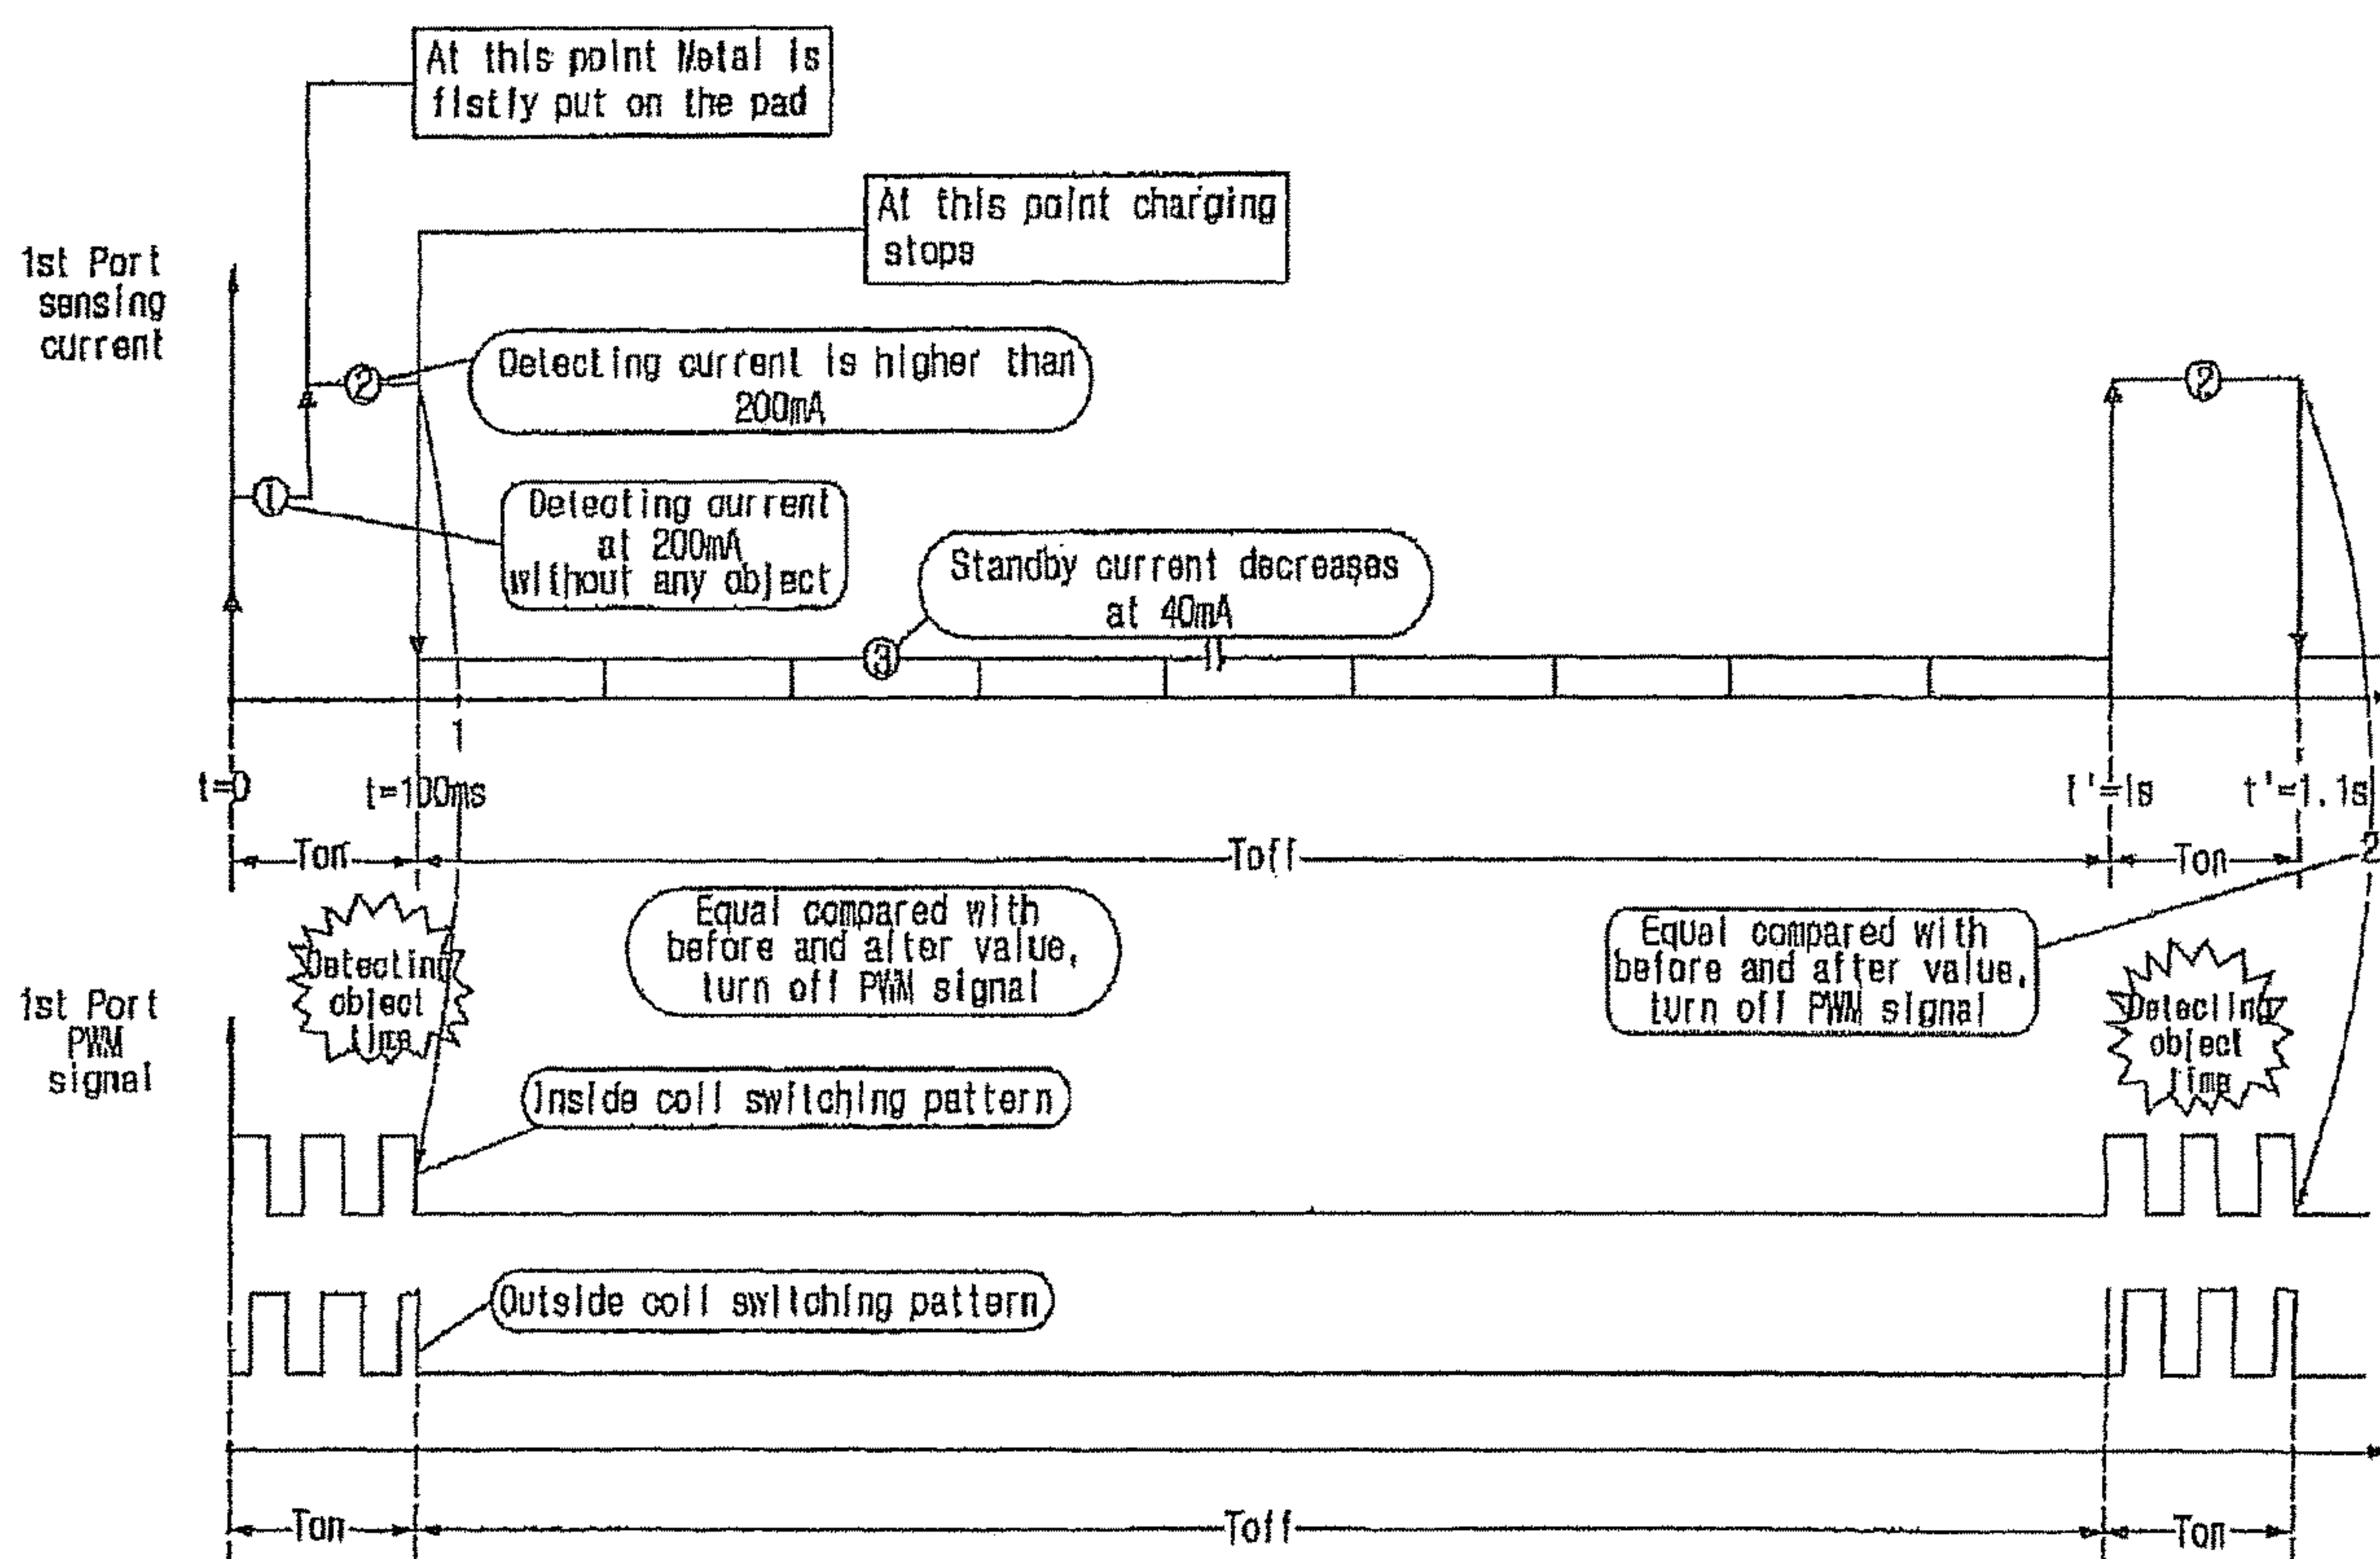 At this point Metal is
fistly put on the pad
At this point charging
stops
1st Port
sensing
current
②
Detecting current is higher than
200mA
②
①
Detecting current
at 200mA
without any object
Standby current decreases
at 40mA
③
1
t=0
t=100ms
t'=1s
t'=1.1s
Ton
Toff
Ton
2
Detecting
object
time
Equal compared with
before and after value,
turn off PWM signal
Equal compared with
before and after value,
turn off PWM signal
Detecting
object
time
1st Port
PWM
signal
Inside coil switching pattern
Outside coil switching pattern
Ton
Toff
Ton